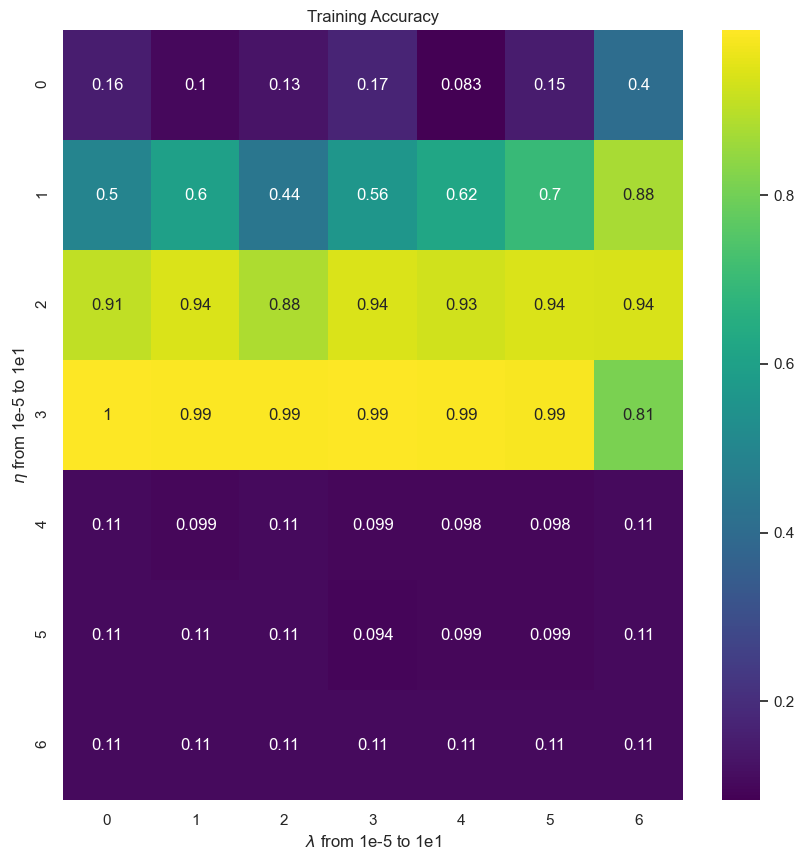 Training Accuracy
0 0.16 0.1 0.13 0.17 0.083 0.15 0.4
1 0.5 0.6 0.44 0.56 0.62 0.7 0.88
2 0.91 0.94 0.88 0.94 0.93 0.94 0.94
3 1 0.99 0.99 0.99 0.99 0.99 0.81
4 0.11 0.099 0.11 0.099 0.098 0.098 0.11
5 0.11 0.11 0.11 0.094 0.099 0.099 0.11
6 0.11 0.11 0.11 0.11 0.11 0.11 0.11
0 1 2 3 4 5 6
λ from 1e-5 to 1e1
η from 1e-5 to 1e1
0.8
0.6
0.4
0.2